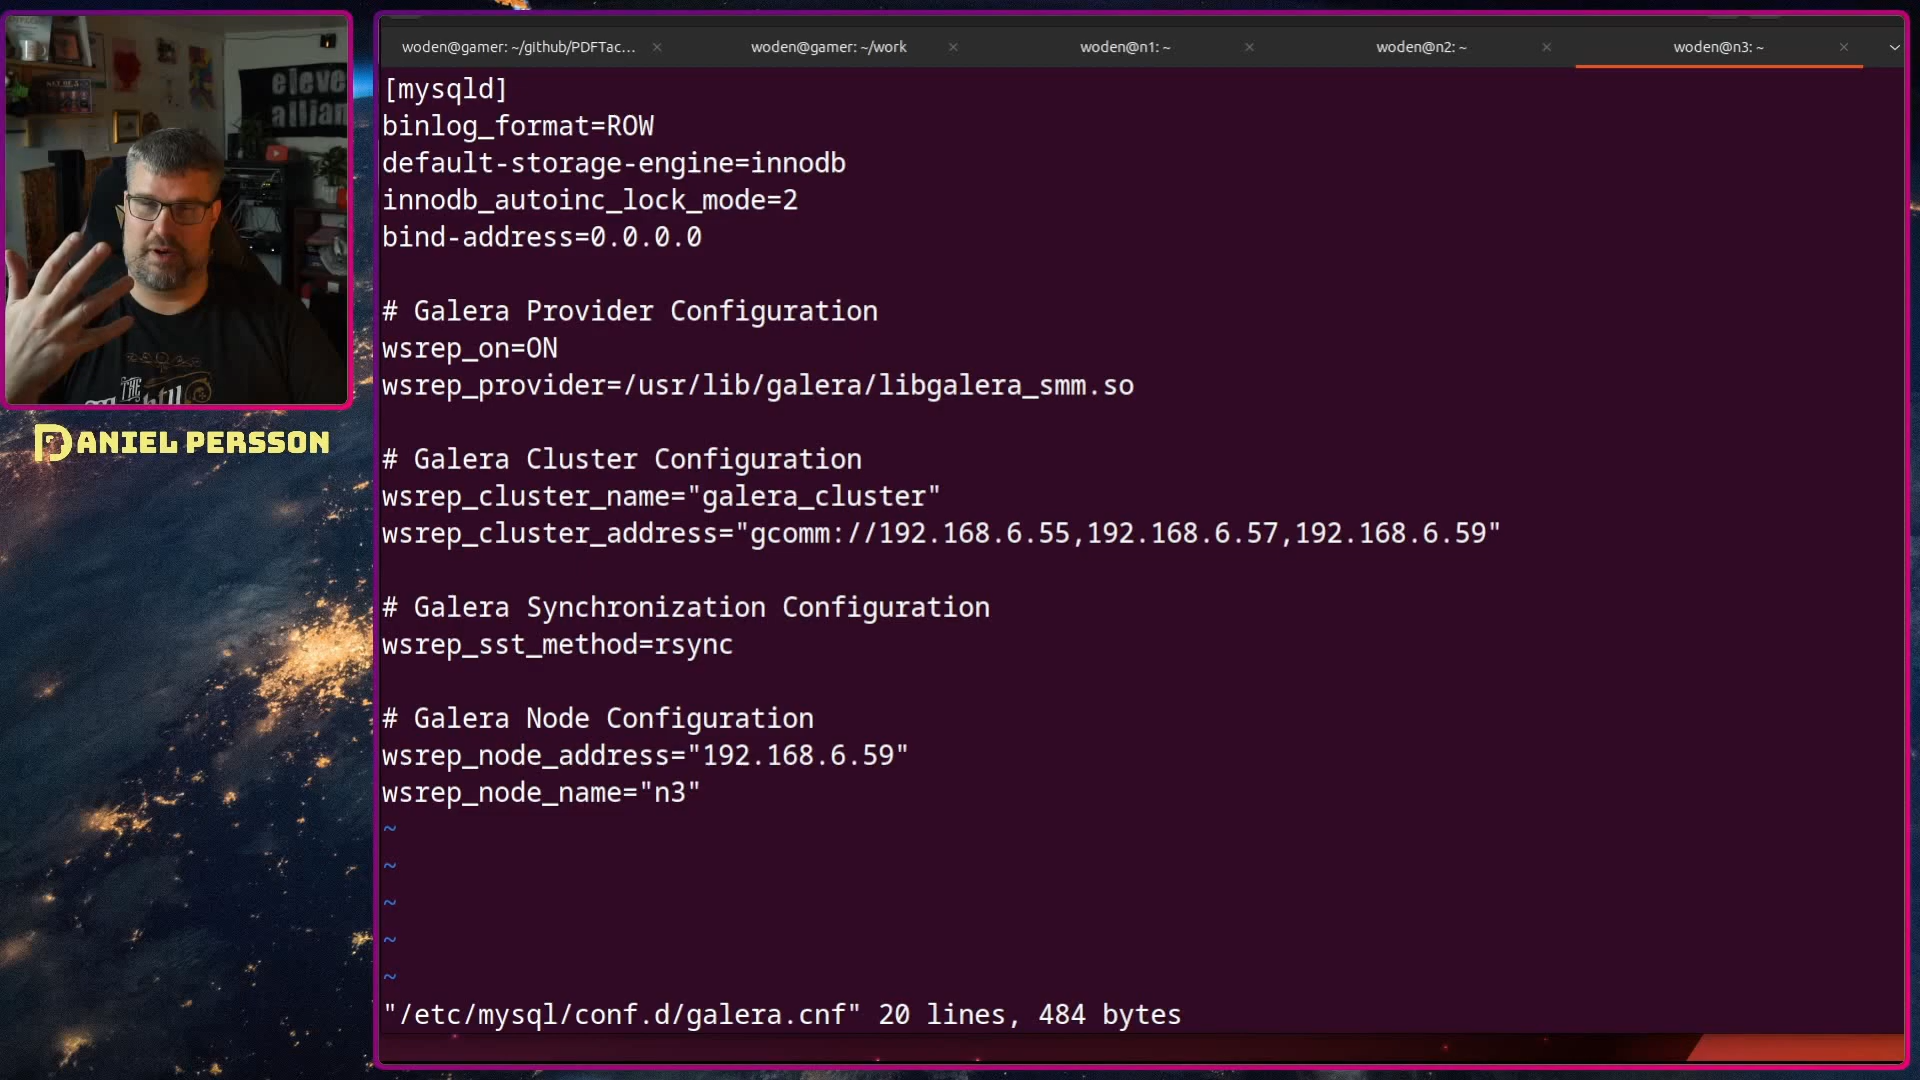 woden@gamer: ~/github/PDFTac... woden@gamer: ~/work woden@n1: ~ woden@n2: ~ woden@n3: ~
eleve
allian
THE
DANIEL PERSSON
[mysqld]
binlog_format=ROW
default-storage-engine=innodb
innodb_autoinc_lock_mode=2
bind-address=0.0.0.0
# Galera Provider Configuration
wsrep_on=ON
wsrep_provider=/usr/lib/galera/libgalera_smm.so
# Galera Cluster Configuration
wsrep_cluster_name="galera_cluster"
wsrep_cluster_address="gcomm://192.168.6.55,192.168.6.57,192.168.6.59"
# Galera Synchronization Configuration
wsrep_sst_method=rsync
# Galera Node Configuration
wsrep_node_address="192.168.6.59"
wsrep_node_name="n3"
~
~
~
~
~
"/etc/mysql/conf.d/galera.cnf" 20 lines, 484 bytes